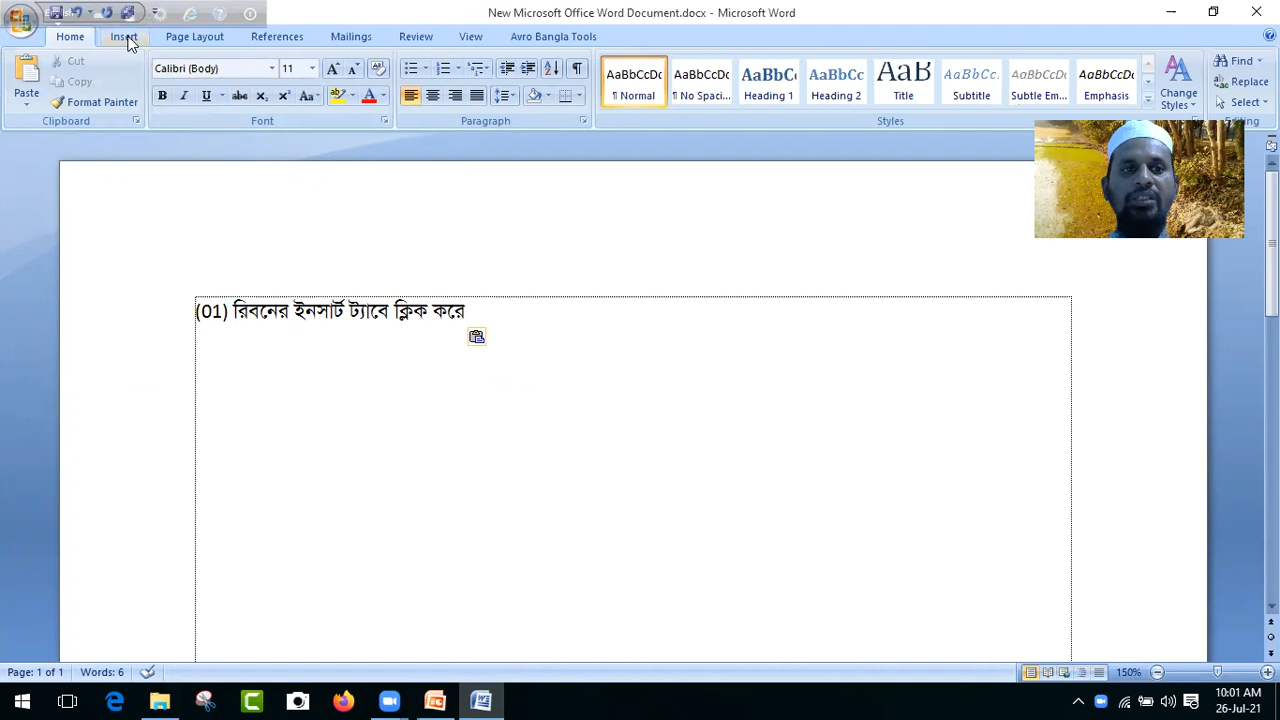 New Microsoft Office Word Document.docx - Microsoft Word
Home Insert Page Layout References Mailings Review View Avro Bangla Tools
Cut
Copy
Format Painter
Paste
Clipboard
Calibri (Body) 11
Font
Paragraph
AaBbCcDc AaBbCcDc AaBbC( AaBbCc AaB AaBbCc. AaBbCcDc AaBbCcDc
¶ Normal ¶ No Spaci... Heading 1 Heading 2 Title Subtitle Subtle Em... Emphasis
Change
Styles
Styles
Find
Replace
Select
Editing
(01) রিবনের ইনসার্ট ট্যাবে ক্লিক করে
Page: 1 of 1 Words: 6 150%
10:01 AM
26-Jul-21